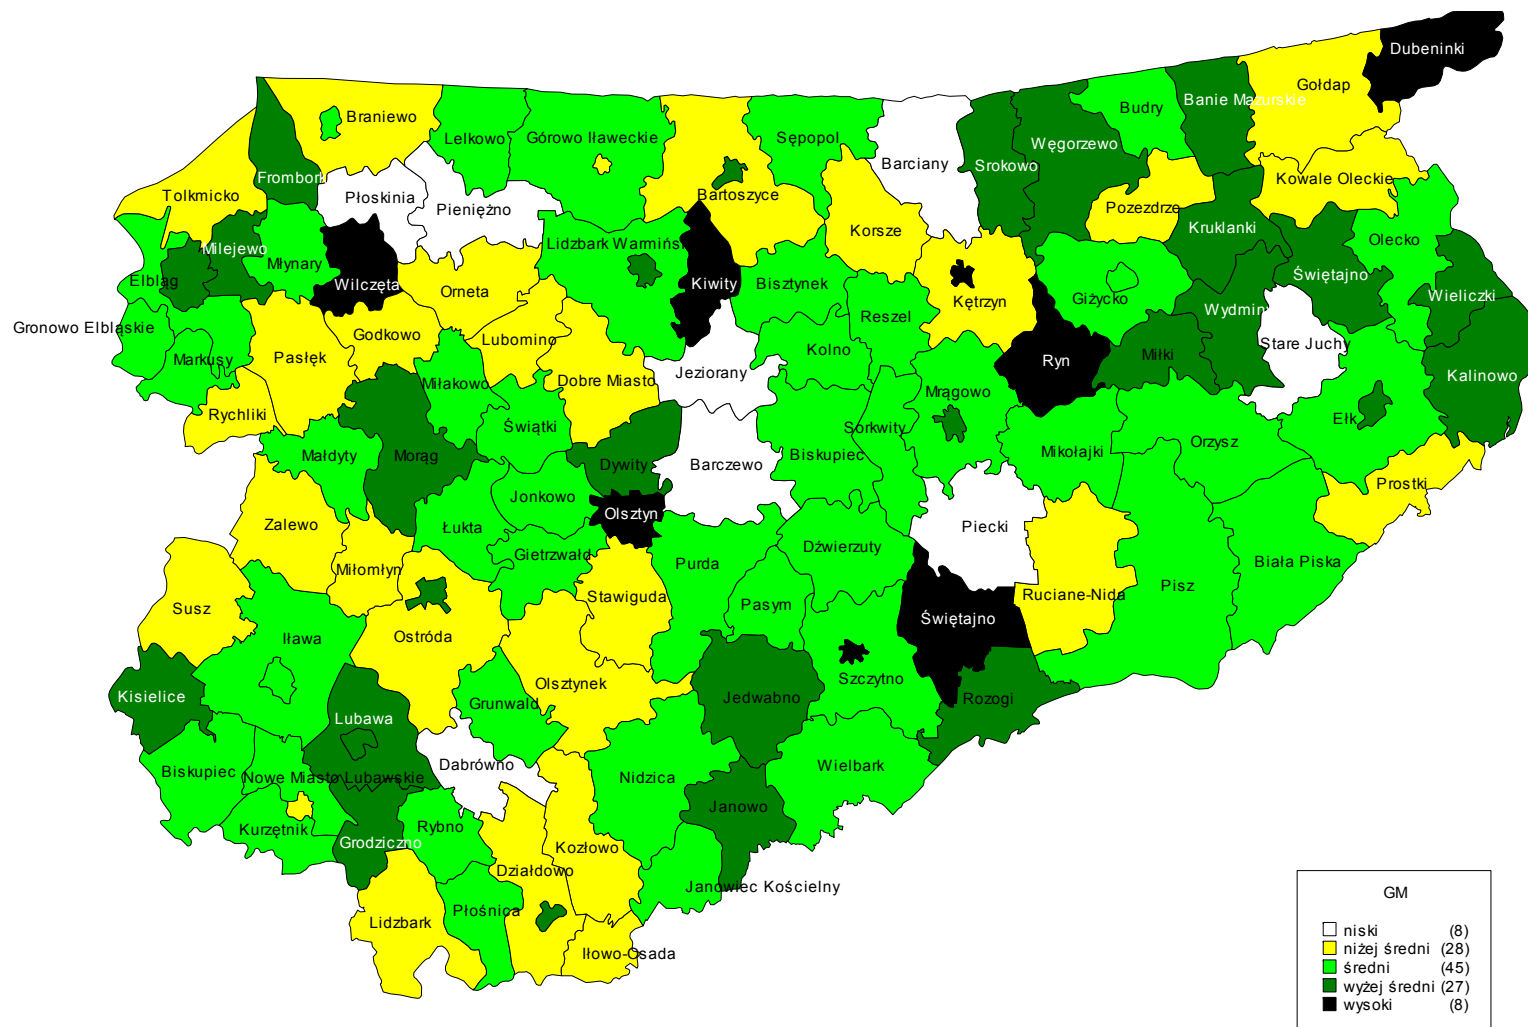 Dubeninki
Gołdap
Banie Mazurskie
Budry
Braniewo
Lelkowo
Górowo Iławeckie
Sępopol
Węgorzewo
Barciany
Srokowo
Frombork
Kowale Oleckie
Tolkmicko
Płoskinia
Pieniężno
Bartoszyce
Pozezdrze
Korsze
Kruklanki
Olecko
Milejewo
Młynary
Lidzbark Warmińsk
Świętajno
Elbląg
Wilczęta
Orneta
Kiwity
Bisztynek
Kętrzyn
Giżycko
Wieliczki
Wydmin
Reszel
Gronowo Elbląskie
Godkowo
Lubomino
Stare Juchy
Markusy
Pasłęk
Kolno
Miłki
Ryn
Jeziorany
Kalinowo
Miłakowo
Dobre Miasto
Mrągowo
Rychliki
Ełk
Świątki
Sorkwity
Orzysz
Małdyty
Morąg
Dywity
Barczewo
Biskupiec
Mikołajki
Prostki
Jonkowo
Olsztyn
Zalewo
Łukta
Piecki
Gietrzwałd
Dźwierzuty
Purda
Biała Piska
Miłomłyn
Pisz
Susz
Stawiguda
Pasym
Ruciane-Nida
Iława
Ostróda
Świętajno
Szczytno
Olsztynek
Kisielice
Jedwabno
Rozogi
Grunwald
Lubawa
Dabrówno
Wielbark
Biskupiec
Nowe Miasto Lubawskie
Nidzica
Janowo
Kurzętnik
Rybno
Grodziczno
Kozłowo
Działdowo
Janowiec Kościelny
Płośnica
Lidzbark
Iłowo-Osada
GM
niski (8)
niżej średni (28)
średni (45)
wyżej średni (27)
wysoki (8)